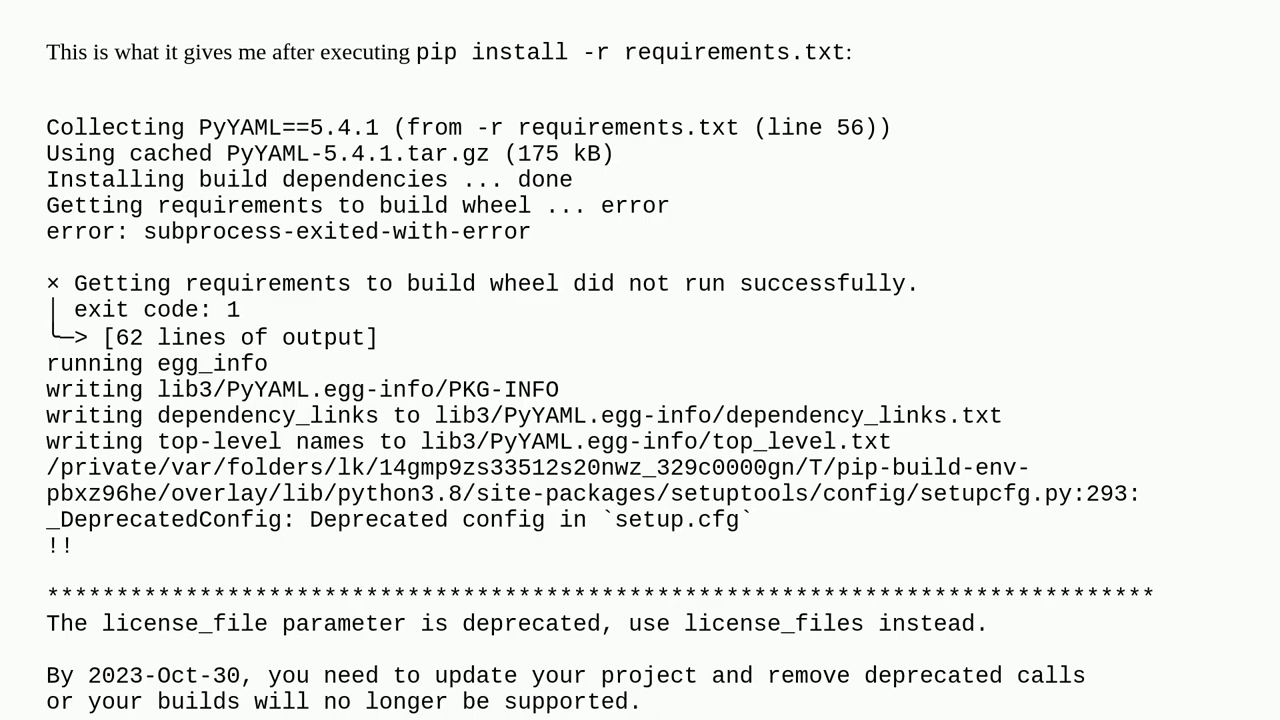 This is what it gives me after executing pip install -r requirements.txt:
Collecting PyYAML==5.4.1 (from -r requirements.txt (line 56))
Using cached PyYAML-5.4.1.tar.gz (175 kB)
Installing build dependencies ... done
Getting requirements to build wheel ... error
error: subprocess-exited-with-error
× Getting requirements to build wheel did not run successfully.
│ exit code: 1
╰─> [62 lines of output]
running egg_info
writing lib3/PyYAML.egg-info/PKG-INFO
writing dependency_links to lib3/PyYAML.egg-info/dependency_links.txt
writing top-level names to lib3/PyYAML.egg-info/top_level.txt
/private/var/folders/lk/14gmp9zs33512s20nwz_329c0000gn/T/pip-build-env-
pbxz96he/overlay/lib/python3.8/site-packages/setuptools/config/setupcfg.py:293:
_DeprecatedConfig: Deprecated config in `setup.cfg`
!!
********************************************************************************
The license_file parameter is deprecated, use license_files instead.
By 2023-Oct-30, you need to update your project and remove deprecated calls
or your builds will no longer be supported.